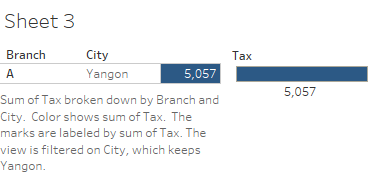 Sheet 3
Branch City Tax
A Yangon 5,057
5,057
Sum of Tax broken down by Branch and
City. Color shows sum of Tax. The
marks are labeled by sum of Tax. The
view is filtered on City, which keeps
Yangon.